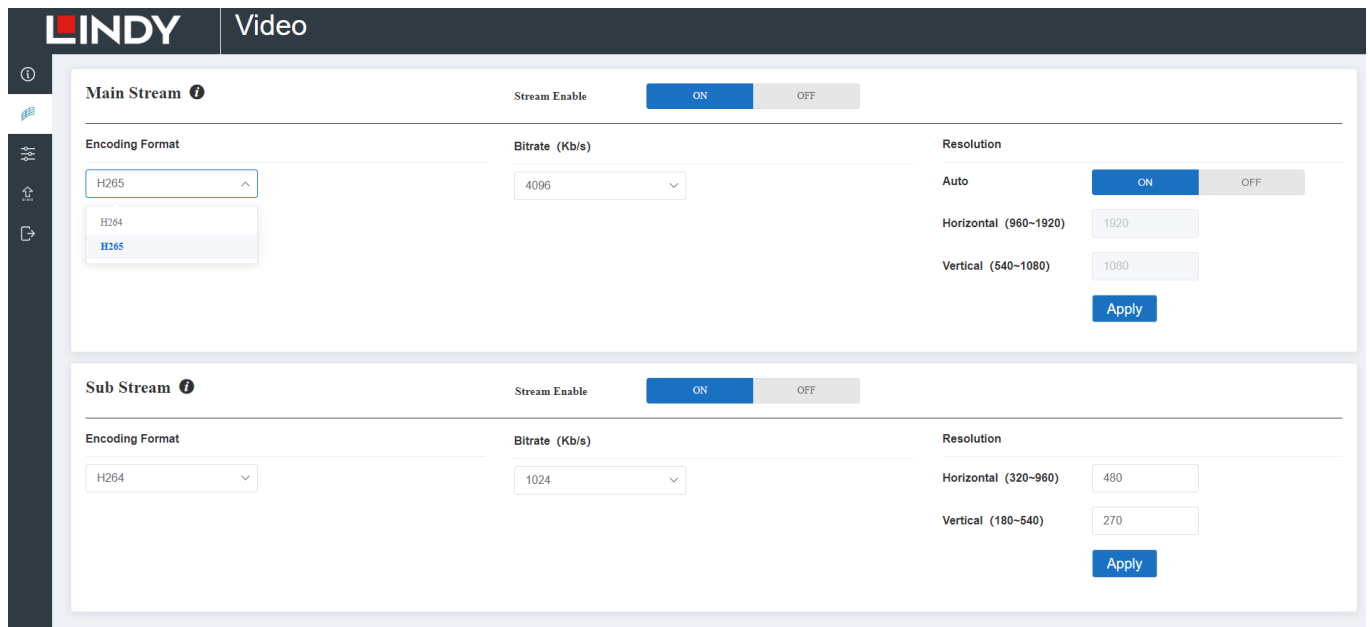 LINDY
Video
Main Stream
Stream Enable
ON
OFF
Encoding Format
Bitrate (Kb/s)
Resolution
H265
H264
H265
4096
Auto
ON
OFF
Horizontal (960~1920)
1920
Vertical (540~1080)
1080
Apply
Sub Stream
Stream Enable
ON
OFF
Encoding Format
Bitrate (Kb/s)
Resolution
H264
1024
Horizontal (320~960)
480
Vertical (180~540)
270
Apply